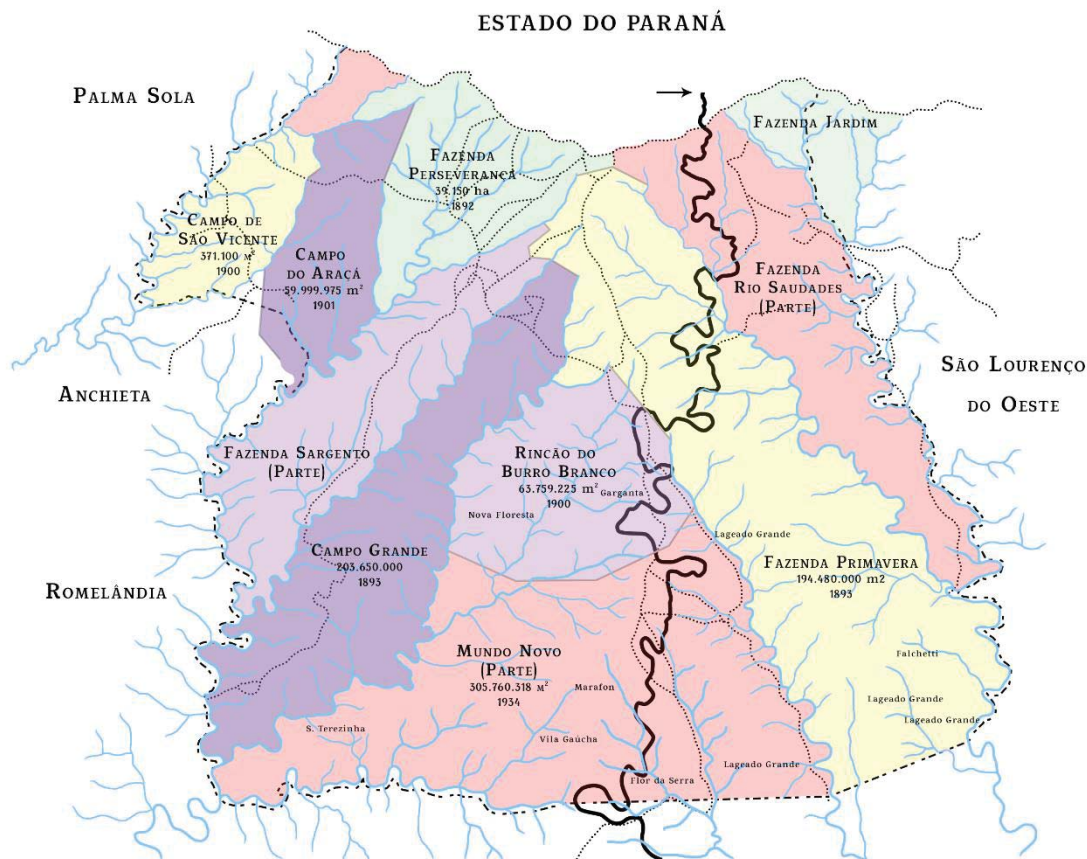 ESTADO DO PARANÁ
PALMA SOLA
FAZENDA JARDIM
FAZENDA
PERSEVERANÇA
39.150 ha
1892
CAMPO DE
SÃO VICENTE
371.100 M²
1900
CAMPO
DO ARAÇÁ
59.999.975 m²
1901
FAZENDA
RIO SAUDADES
(PARTE)
SÃO LOURENÇO
DO OESTE
ANCHIETA
FAZENDA SARGENTO
(PARTE)
RINCÃO DO
BURRO BRANCO
63.759.225 m²
1900
Garganta
Nova Floresta
Lageado Grande
CAMPO GRANDE
203.650.000
1893
FAZENDA PRIMAVERA
194.480.000 m2
1893
ROMELÂNDIA
MUNDO NOVO
(PARTE)
305.760.318 M²
1934
Falchetti
Marafon
Lageado Grande
Lageado Grande
S. Terezinha
Vila Gaúcha
Lageado Grande
Flor da Serra